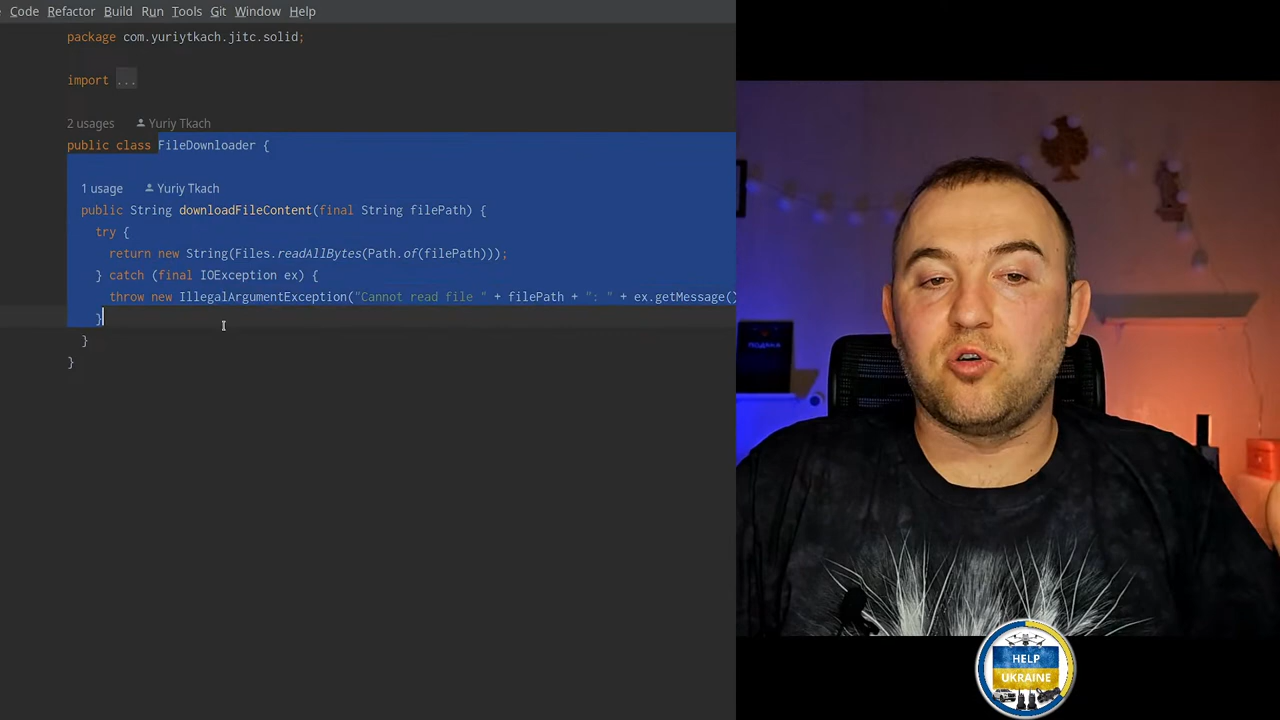 Code Refactor Build Run Tools Git Window Help
package com.yuriytkach.jitc.solid;
import ...
2 usages Yuriy Tkach
public class FileDownloader {
1 usage Yuriy Tkach
public String downloadFileContent(final String filePath) {
try {
return new String(Files.readAllBytes(Path.of(filePath)));
} catch (final IOException ex) {
throw new IllegalArgumentException("Cannot read file " + filePath + ": " + ex.getMessage()
}
}
}
HELP
UKRAINE